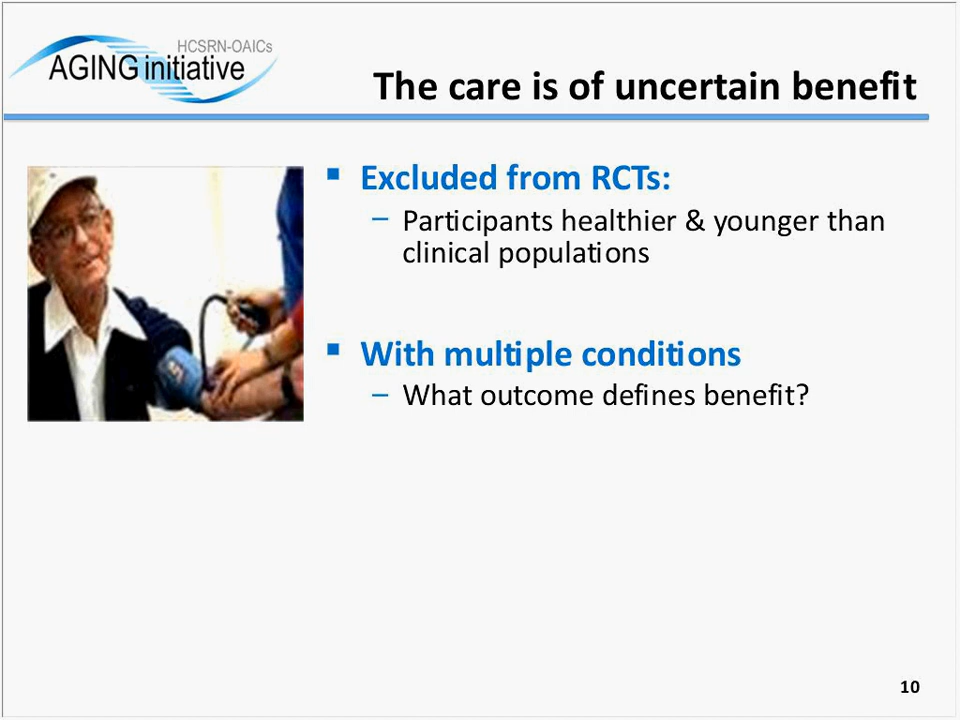 HCSRN-OAICs
AGING initiative
The care is of uncertain benefit
▪ Excluded from RCTs:
– Participants healthier & younger than
clinical populations
▪ With multiple conditions
– What outcome defines benefit?
10